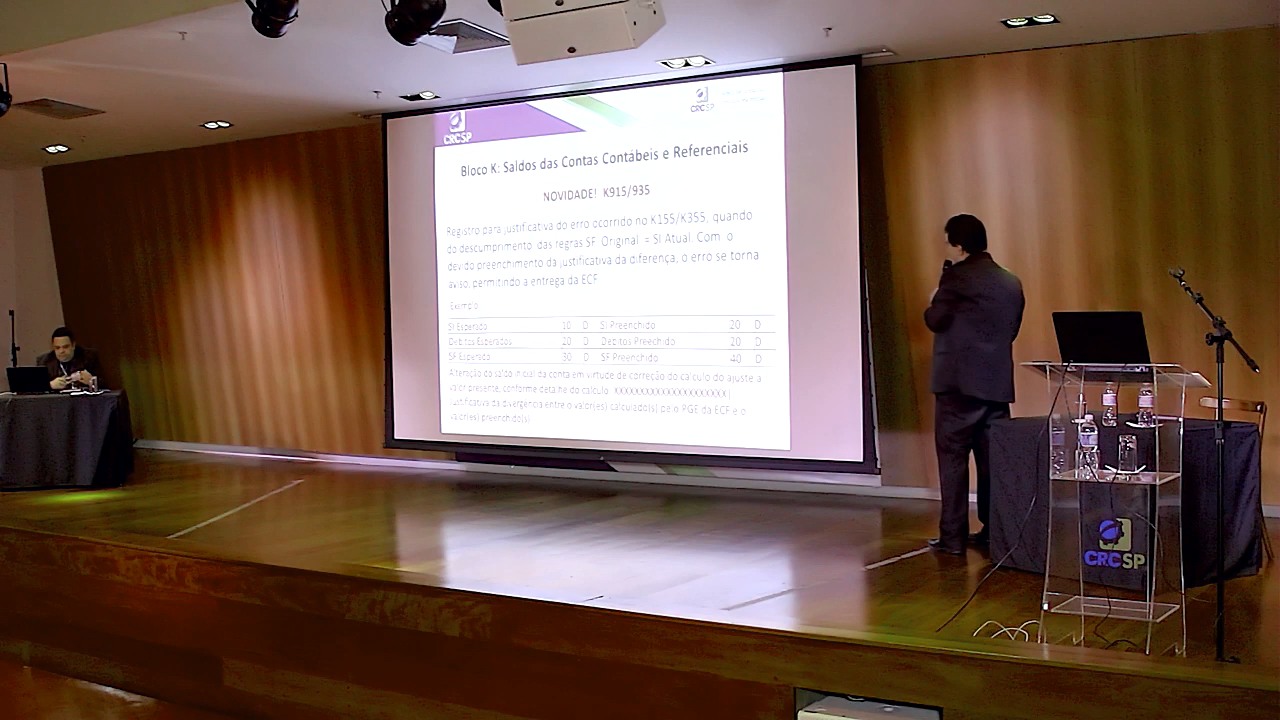 CRCSP
CRCSP
Bloco K: Saldos das Contas Contábeis e Referenciais
NOVIDADE! K915/935
Registro para justificativa do erro ocorrido no K155/K355, quando
do descumprimento das regras SF Original = SI Atual. Com o
devido preenchimento da justificativa da diferença, o erro se torna
aviso, permitindo a entrega da ECF
Exemplo:
SI Esperado 10 D SI Preenchido 20 D
Débitos Esperados 20 D Débitos Preechido 20 D
SF Esperado 30 D SF Preenchido 40 D
Alteração do saldo inicial da conta em virtude de correção do cálculo do ajuste a
valor presente, conforme detalhe do cálculo
Justificativa da divergência entre o valor(es) calculado(s) pelo PGE da ECF e o
valor(es) preenchido(s)
CRCSP